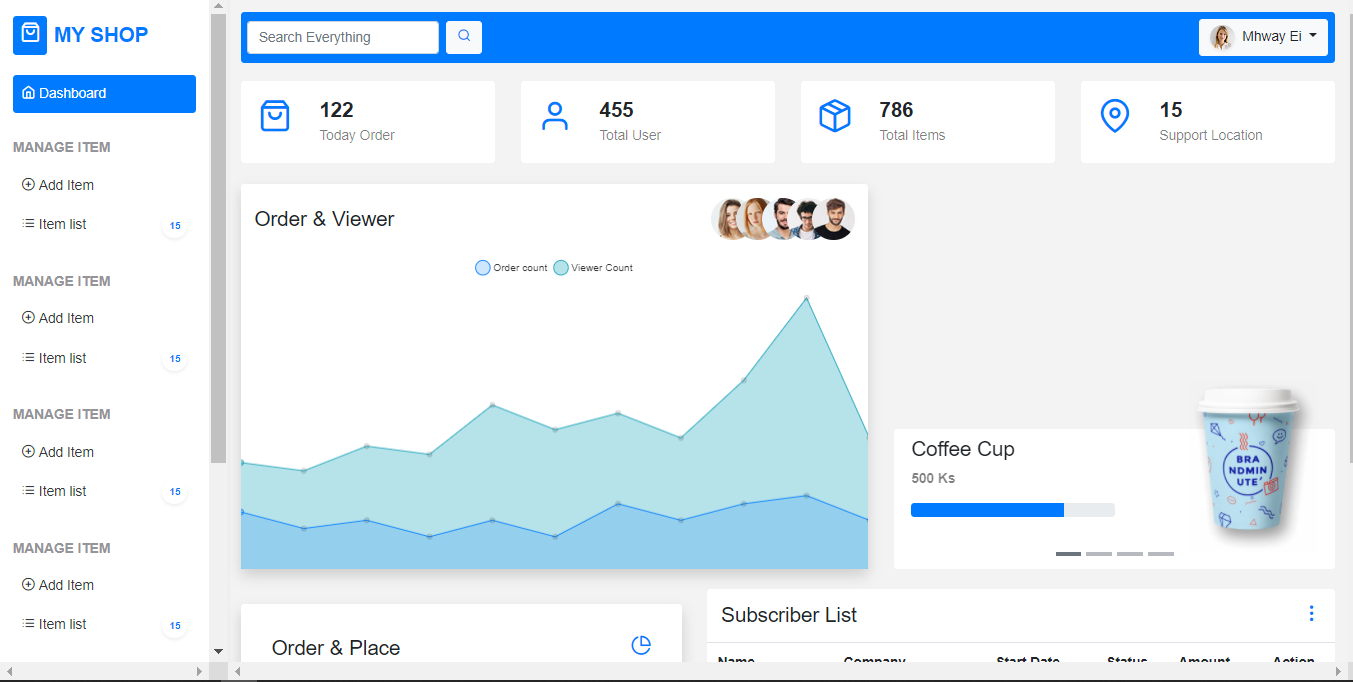 MY SHOP
Dashboard
MANAGE ITEM
Add Item
Item list 15
MANAGE ITEM
Add Item
Item list 15
MANAGE ITEM
Add Item
Item list 15
MANAGE ITEM
Add Item
Item list 15
Search Everything
Mhway Ei
122
Today Order
455
Total User
786
Total Items
15
Support Location
Order & Viewer
Order count Viewer Count
Coffee Cup
500 Ks
BRA
NDMIN
UTE
Order & Place
Subscriber List
Name Company Start Date Status Amount Action